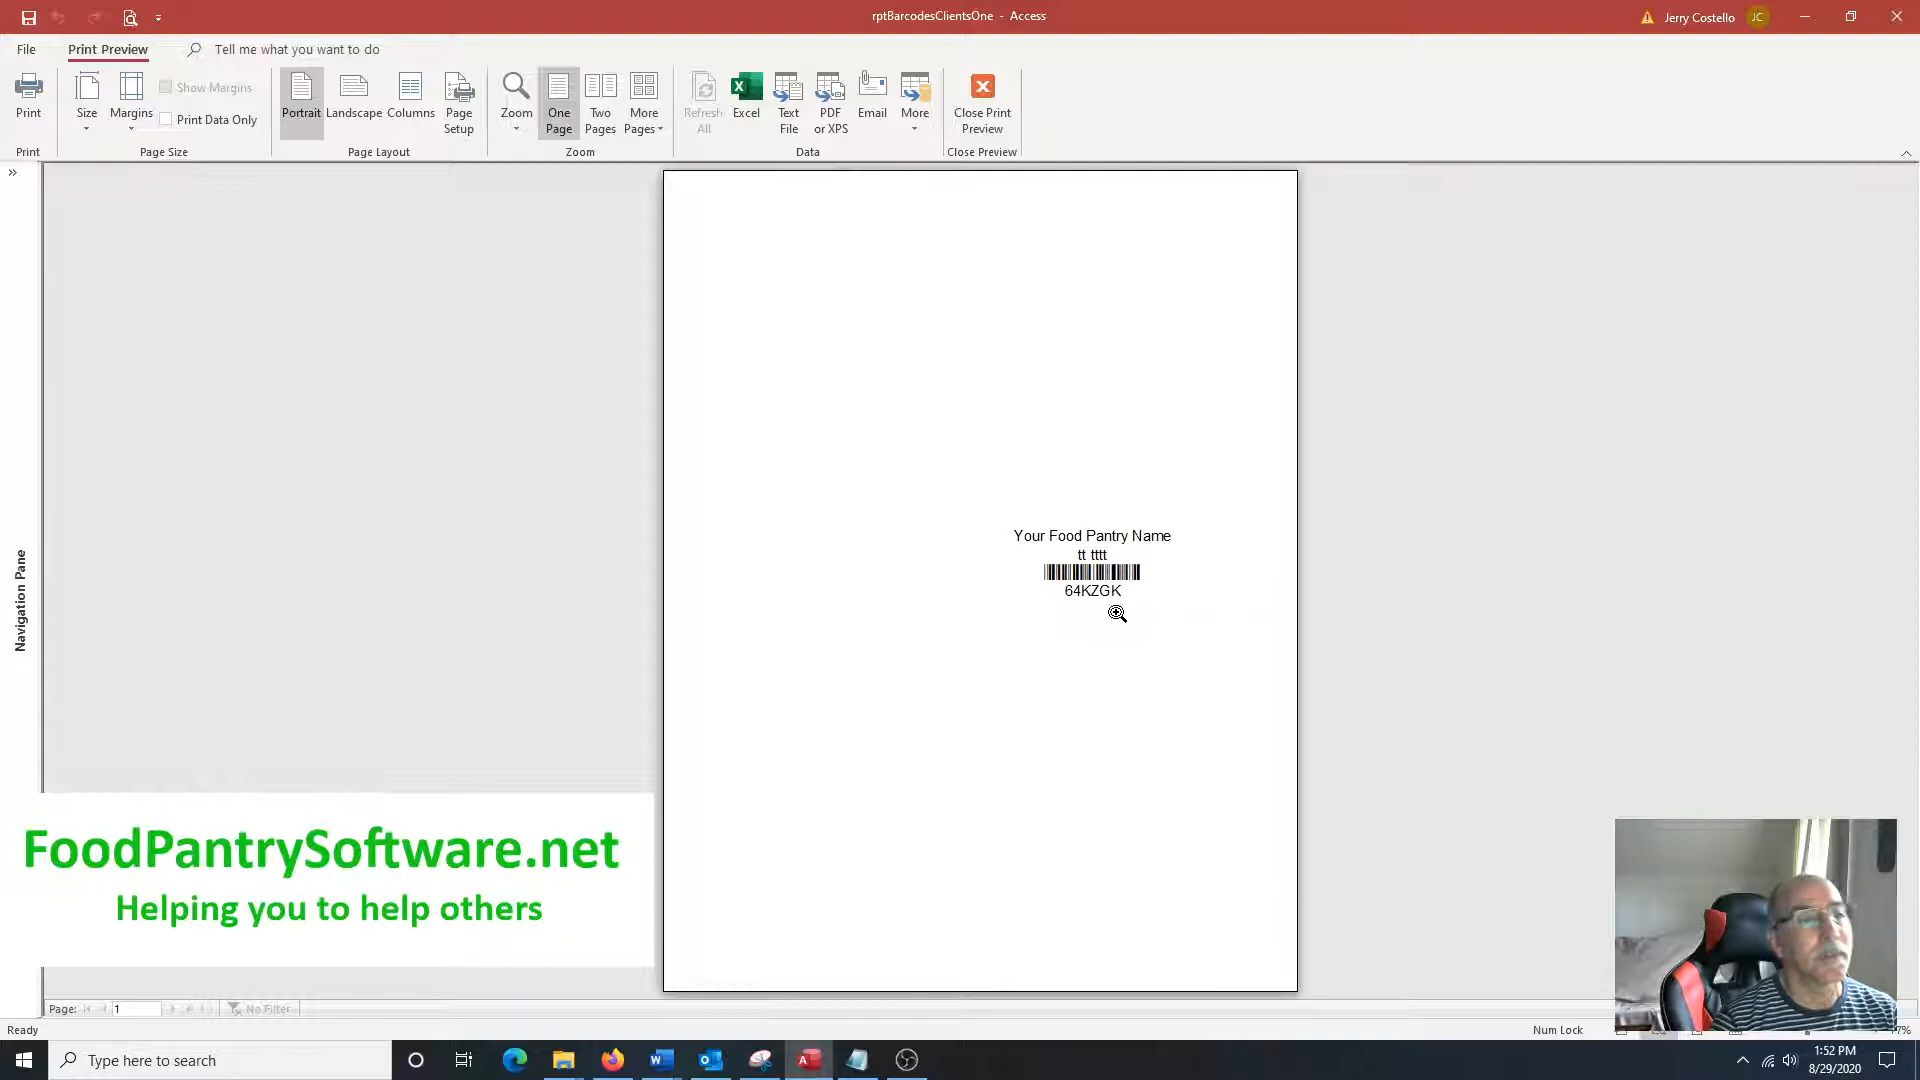 rptBarcodesClientsOne - Access
Jerry Costello
JC
File
Print Preview
Tell me what you want to do
Print
Size
Margins
Show Margins
Print Data Only
Portrait
Landscape
Columns
Page
Setup
Zoom
One
Page
Two
Pages
More
Pages
Refresh
All
Excel
Text
File
PDF
or XPS
Email
More
Close Print
Preview
Print
Page Size
Page Layout
Zoom
Data
Close Preview
Navigation Pane
Your Food Pantry Name
tt tttt
64KZGK
FoodPantrySoftware.net
Helping you to help others
Page:
1
No Filter
Ready
Num Lock
Type here to search
1:52 PM
8/29/2020